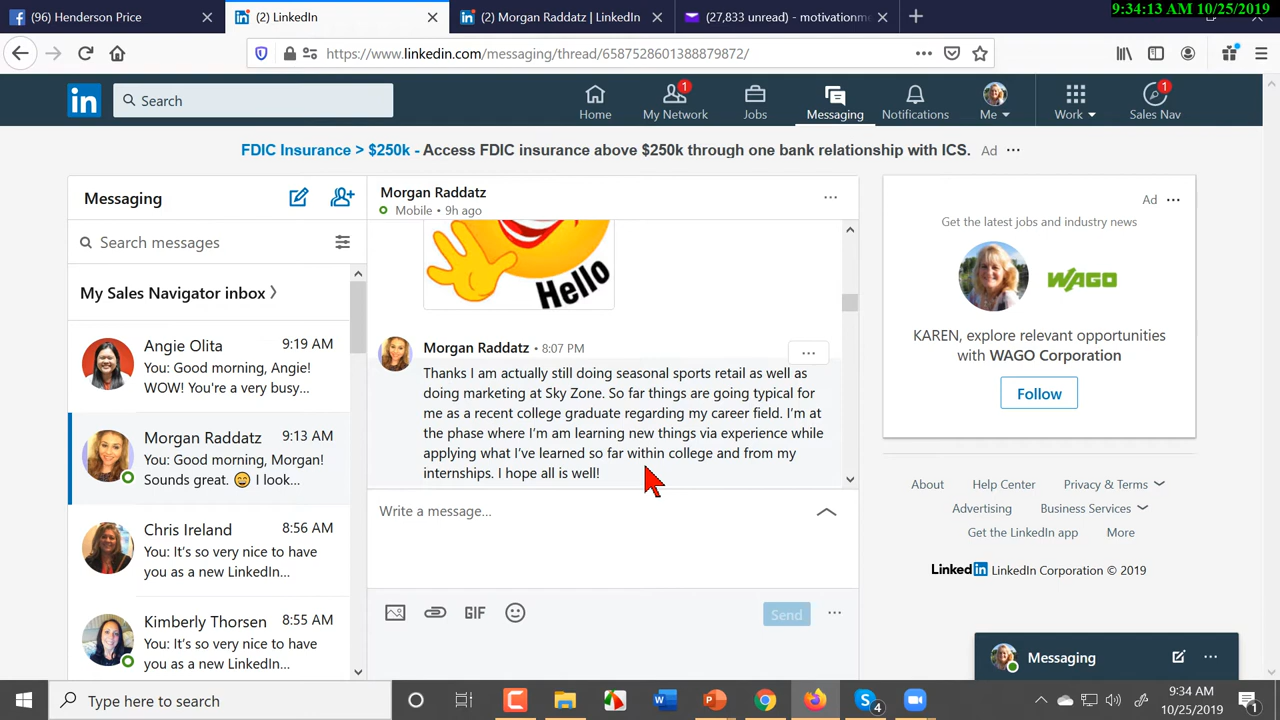 9:34:13 AM 10/25/2019
(96) Henderson Price
(2) LinkedIn
(2) Morgan Raddatz | LinkedIn
(27,833 unread) - motivationm
https://www.linkedin.com/messaging/thread/6587528601388879872/
in
Search
Home
1
My Network
Jobs
Messaging
Notifications
Me
Work
1
Sales Nav
FDIC Insurance > $250k - Access FDIC insurance above $250k through one bank relationship with ICS. Ad
Messaging
Search messages
My Sales Navigator inbox
Angie Olita 9:19 AM
You: Good morning, Angie!
WOW! You're a very busy...
Morgan Raddatz 9:13 AM
You: Good morning, Morgan!
Sounds great. 😄 I look...
Chris Ireland 8:56 AM
You: It's so very nice to have
you as a new LinkedIn...
Kimberly Thorsen 8:55 AM
You: It's so very nice to have
you as a new LinkedIn...
Morgan Raddatz
Mobile • 9h ago
Hello
Morgan Raddatz • 8:07 PM
Thanks I am actually still doing seasonal sports retail as well as
doing marketing at Sky Zone. So far things are going typical for
me as a recent college graduate regarding my career field. I'm at
the phase where I'm am learning new things via experience while
applying what I've learned so far within college and from my
internships. I hope all is well!
Write a message...
GIF
Send
Ad
Get the latest jobs and industry news
WAGO
KAREN, explore relevant opportunities
with WAGO Corporation
Follow
About Help Center Privacy & Terms
Advertising Business Services
Get the LinkedIn app More
Linked in LinkedIn Corporation © 2019
Messaging
Type here to search
4
9:34 AM
10/25/2019
1